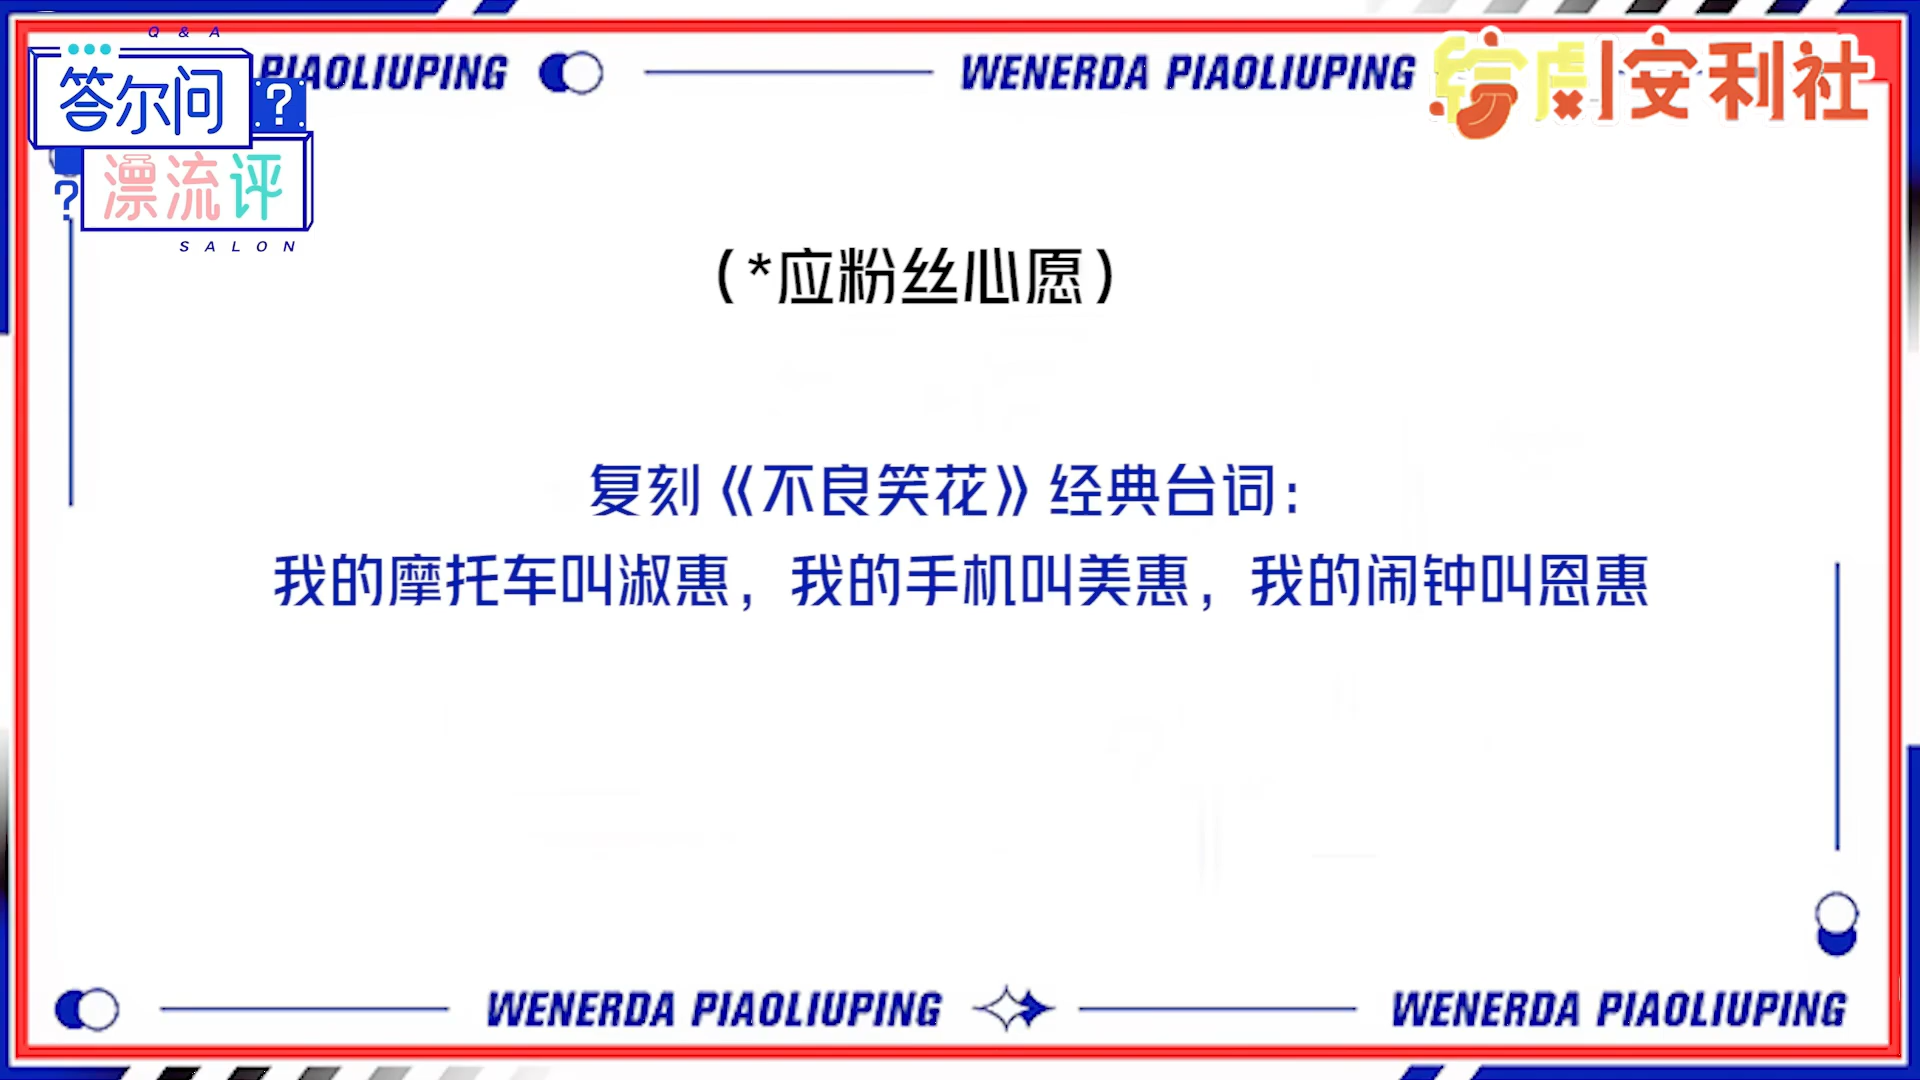 Q & A
答尔问
?
漂流评
?
SALON
PIAOLIUPING
WENERDA PIAOLIUPING
综剧安利社
(*应粉丝心愿)
复刻《不良笑花》经典台词:
我的摩托车叫淑惠,我的手机叫美惠,我的闹钟叫恩惠
WENERDA PIAOLIUPING
WENERDA PIAOLIUPING